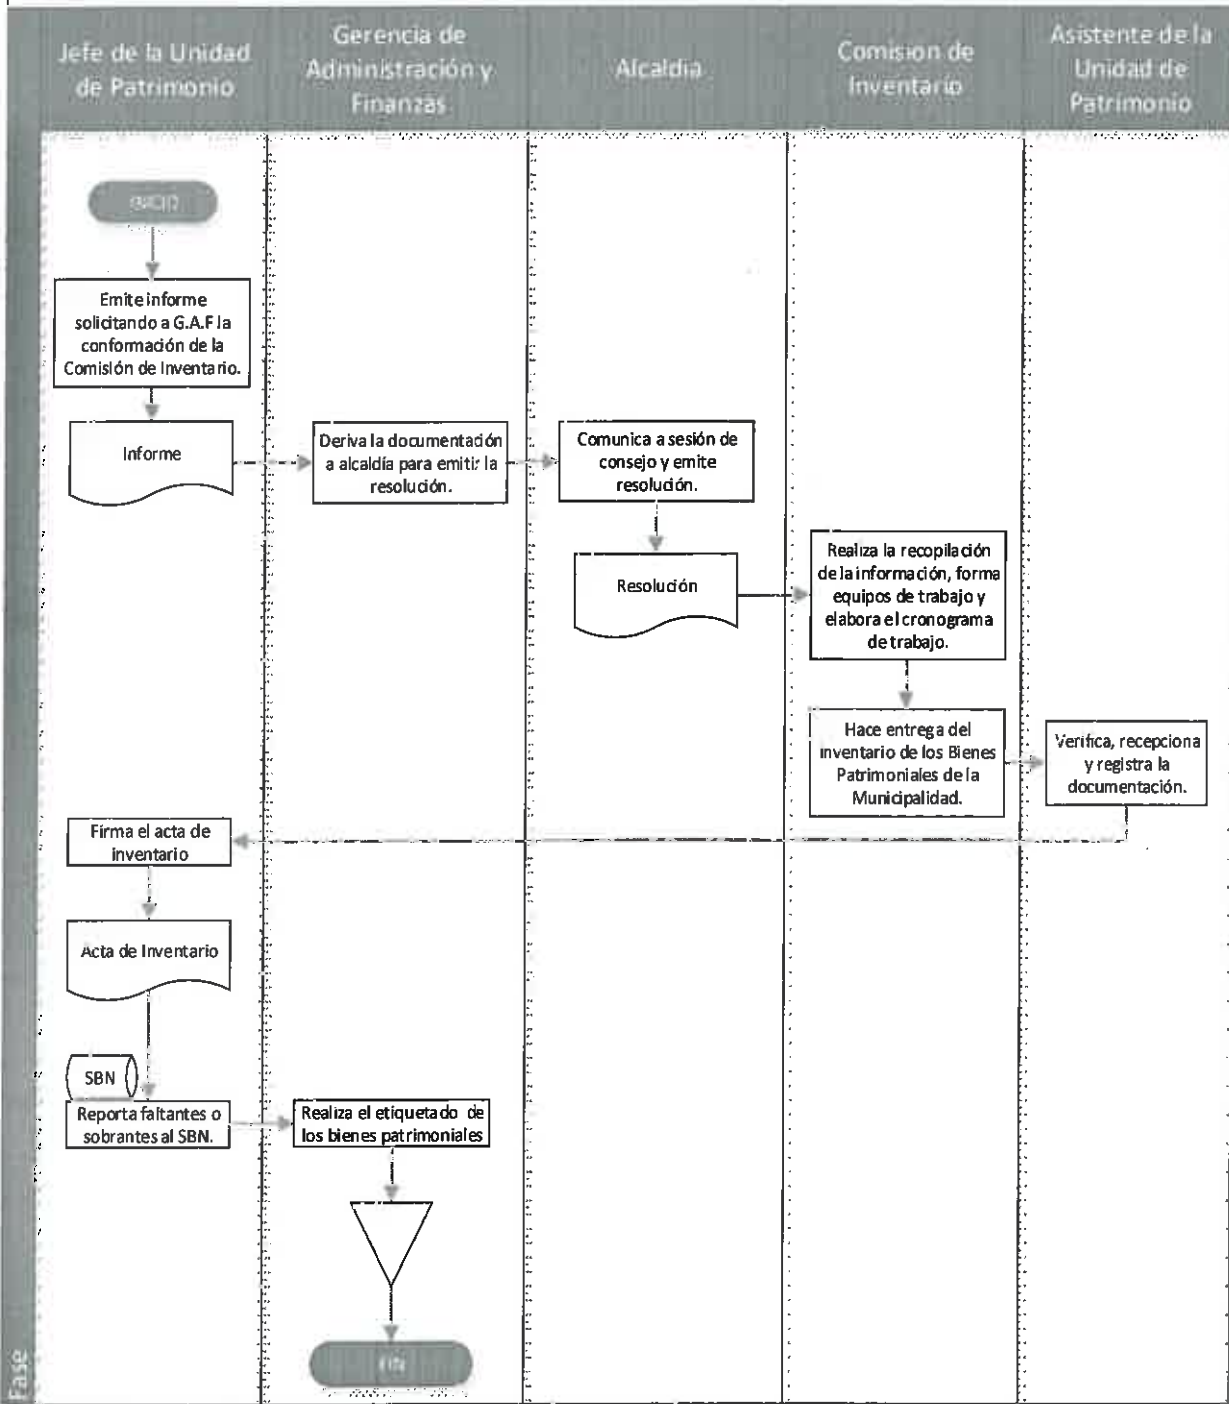 Jefe de la Unidad
de Patrimonio
Gerencia de
Administración y
Finanzas
Alcaldia
Comision de
Inventario
Asistente de la
Unidad de
Patrimonio
INICIO
Emite informe
solicitando a G.A.F la
conformación de la
Comisión de Inventario.
Informe
Deriva la documentación
a alcaldía para emitir la
resolución.
Comunica a sesión de
consejo y emite
resolución.
Resolución
Realiza la recopilación
de la información, forma
equipos de trabajo y
elabora el cronograma
de trabajo.
Hace entrega del
inventario de los Bienes
Patrimoniales de la
Municipalidad.
Verifica, recepciona
y registra la
documentación.
Firma el acta de
inventario
Acta de Inventario
SBN
Reporta faltantes o
sobrantes al SBN.
Realiza el etiquetado de
los bienes patrimoniales
FIN
Fase